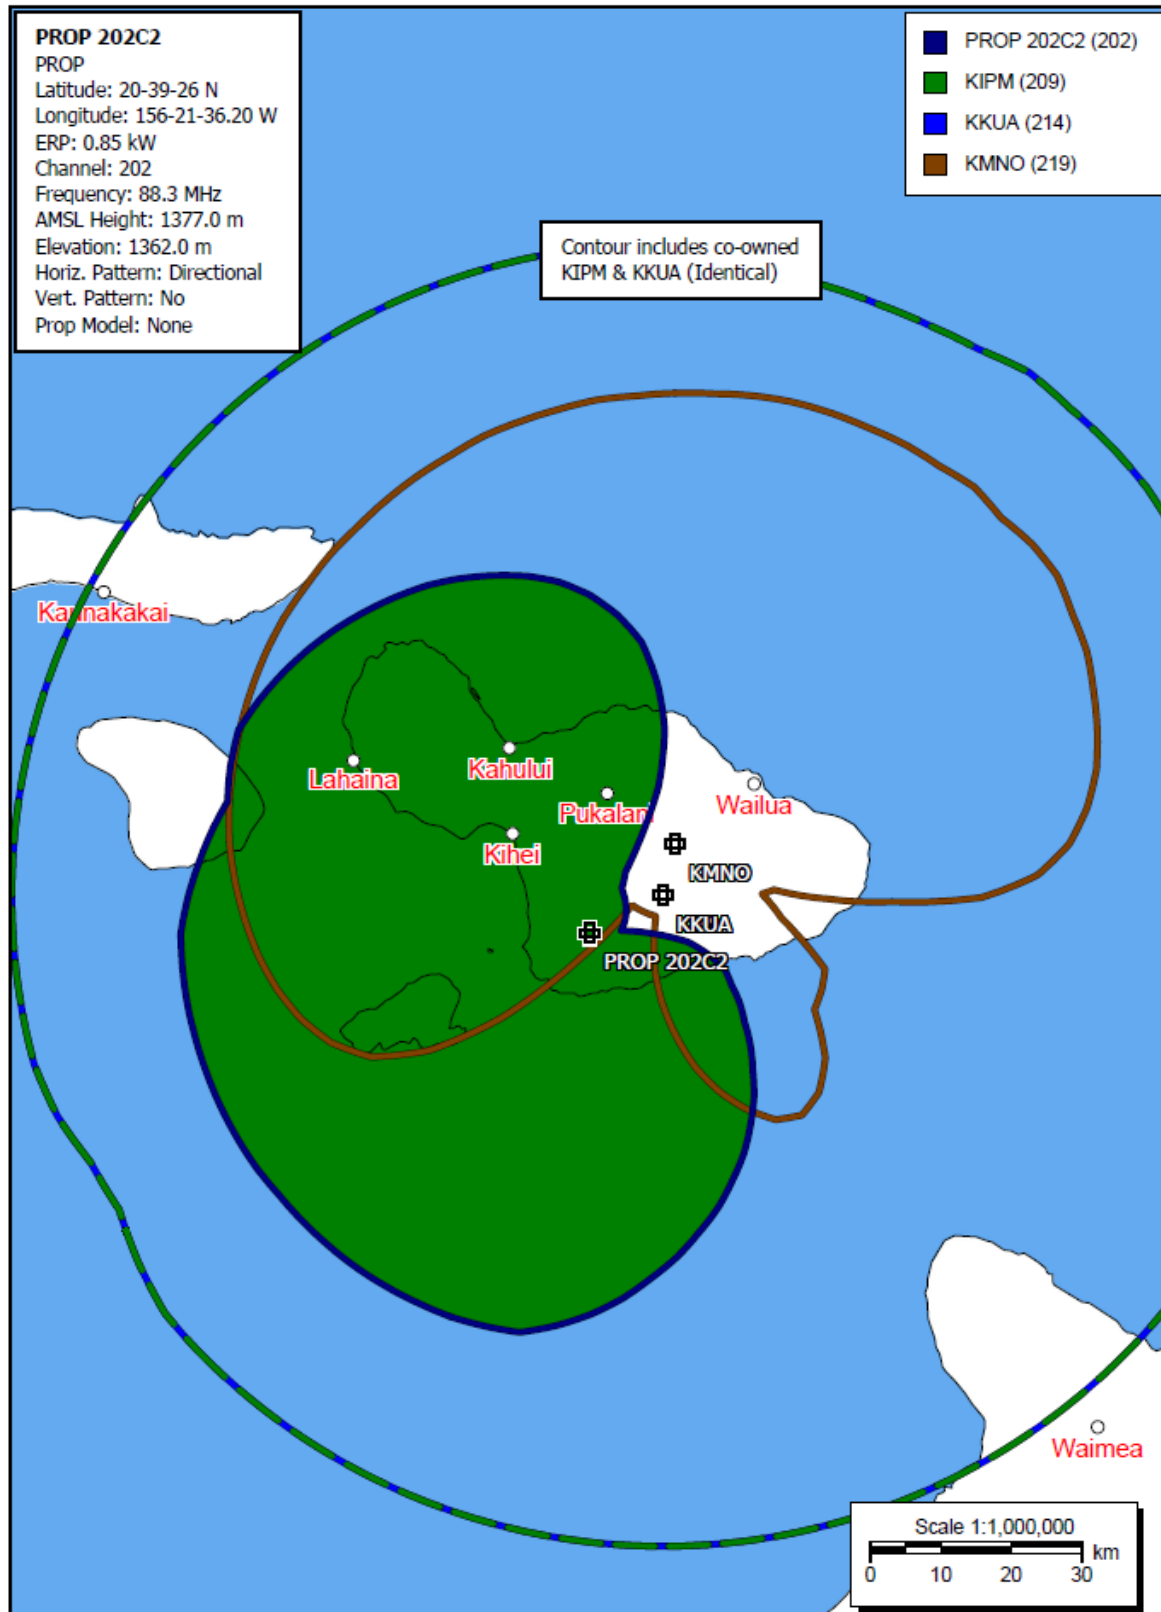 PROP 202C2
PROP
Latitude: 20-39-26 N
Longitude: 156-21-36.20 W
ERP: 0.85 kW
Channel: 202
Frequency: 88.3 MHz
AMSL Height: 1377.0 m
Elevation: 1362.0 m
Horiz. Pattern: Directional
Vert. Pattern: No
Prop Model: None
PROP 202C2 (202)
KIPM (209)
KKUA (214)
KMNO (219)
Contour includes co-owned
KIPM & KKUA (Identical)
Kaunakakai
Lahaina
Kahului
Pukalani
Wailua
Kihei
KMNO
KKUA
PROP 202C2
Waimea
Scale 1:1,000,000
km
0 10 20 30